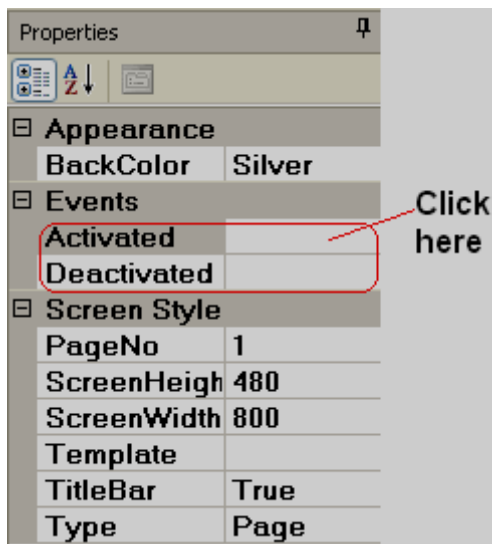 Properties
Appearance
BackColor Silver
Events
Activated
Deactivated
Click
here
Screen Style
PageNo 1
ScreenHeigh 480
ScreenWidth 800
Template
TitleBar True
Type Page